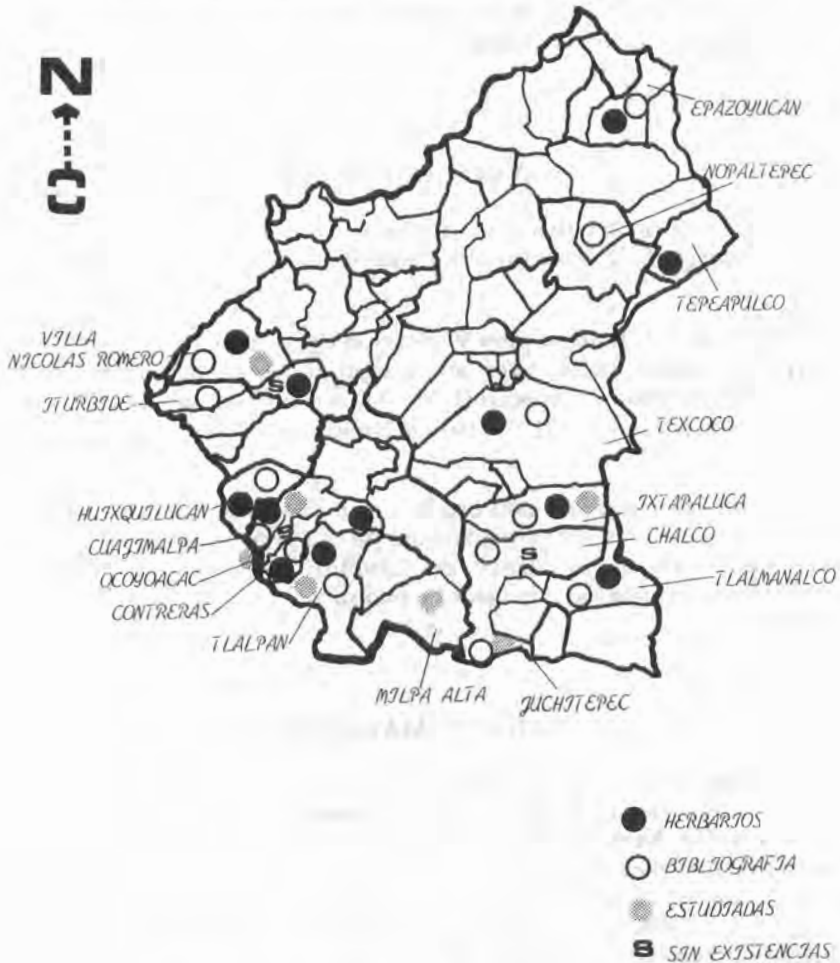 N
EPAZOYUCAN
NOPALTEPEC
TEPEAPULCO
VILLA
NICOLAS ROMERO
S
ITURBIDE
TEXCOCO
HUIXQUILUCAN
IXTAPALUCA
CUAJIMALPA
S
CHALCO
S
OCOYOACAC
TLALMANALCO
CONTRERAS
TLALPAN
MILPA ALTA
JUCHITEPEC
HERBARIOS
BIBLIOGRAFIA
ESTUDIADAS
S SIN EXISTENCIAS